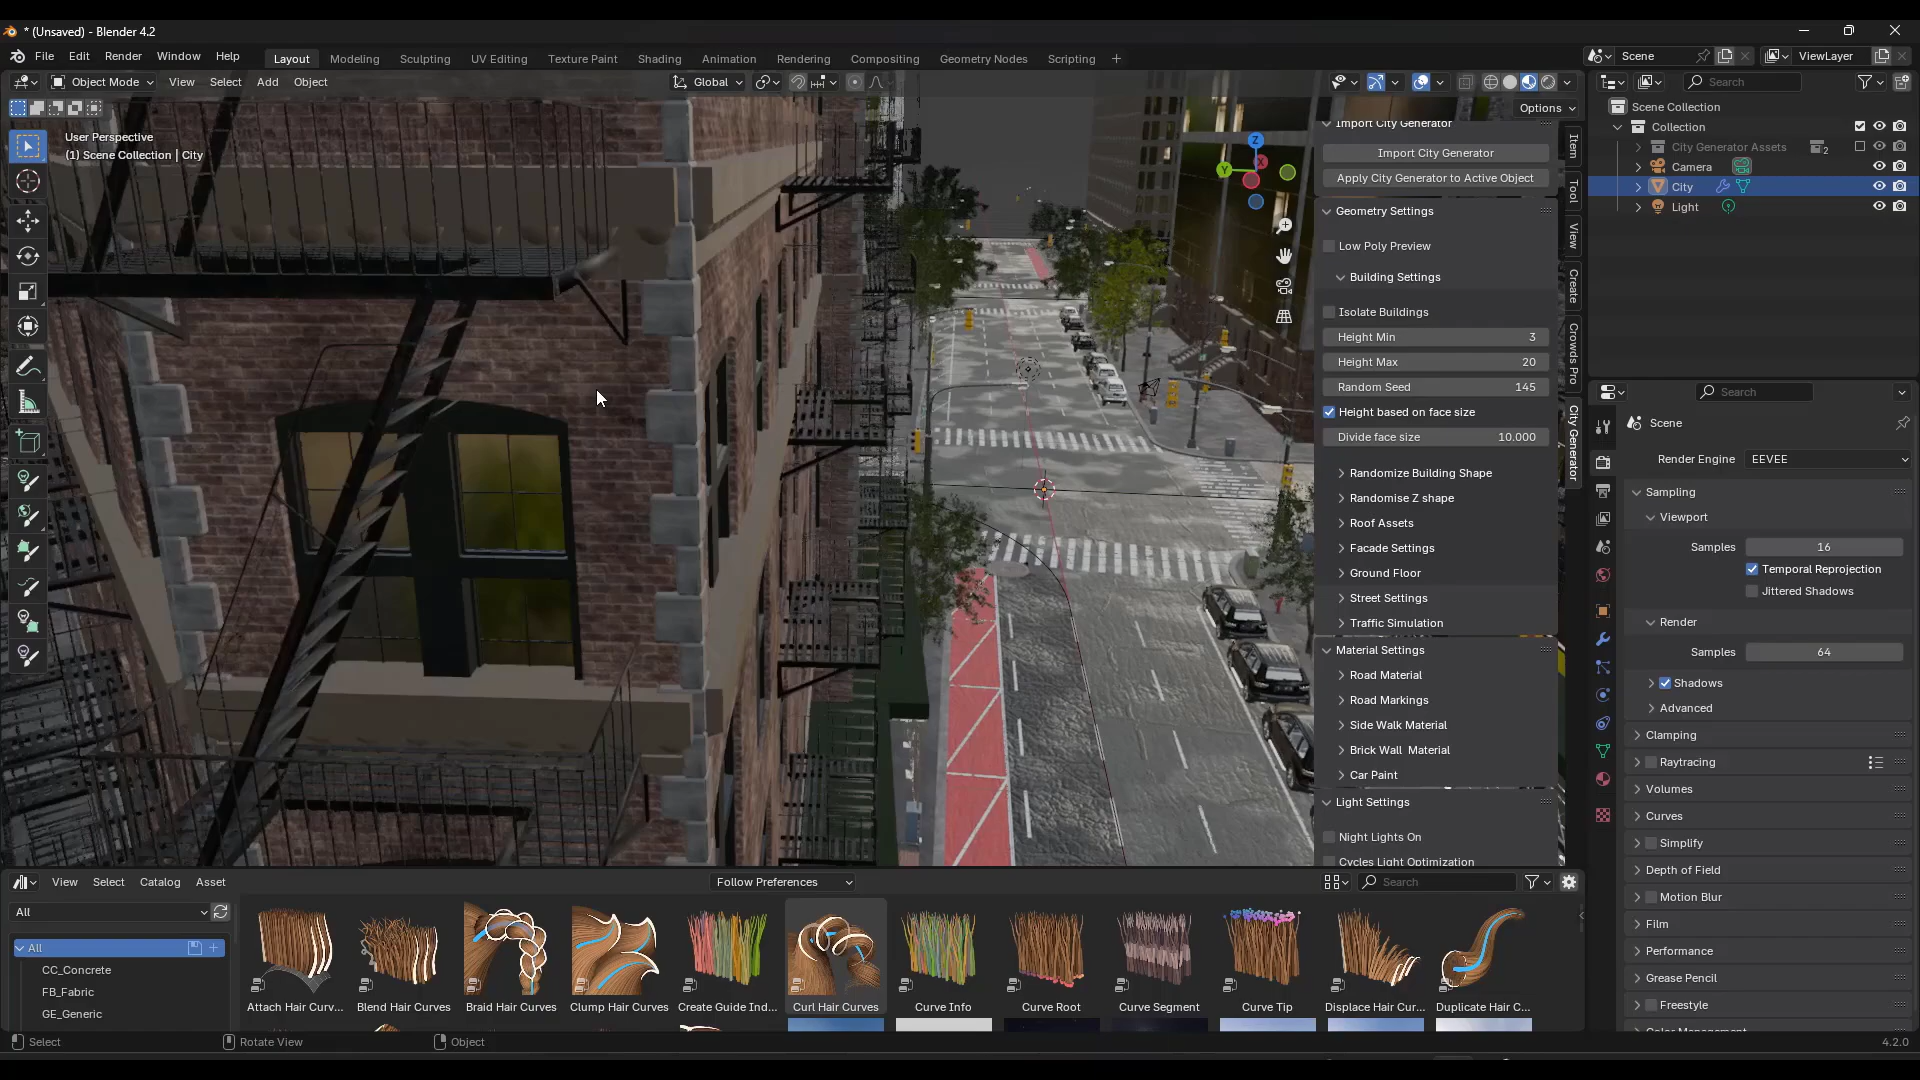 * (Unsaved) - Blender 4.2
File Edit Render Window Help
Layout Modeling Sculpting UV Editing Texture Paint Shading Animation Rendering Compositing Geometry Nodes Scripting +
Scene
ViewLayer
Object Mode View Select Add Object
Global
Search
Options
User Perspective
(1) Scene Collection | City
Z
Y
X
Item
Tool
View
Create
Crowds Pro
City Generator
Import City Generator
Import City Generator
Apply City Generator to Active Object
Geometry Settings
Low Poly Preview
Building Settings
Isolate Buildings
Height Min 3
Height Max 20
Random Seed 145
Height based on face size
Divide face size 10.000
Randomize Building Shape
Randomise Z shape
Roof Assets
Facade Settings
Ground Floor
Street Settings
Traffic Simulation
Material Settings
Road Material
Road Markings
Side Walk Material
Brick Wall Material
Car Paint
Light Settings
Night Lights On
Cycles Light Optimization
Scene Collection
Collection
City Generator Assets 2
Camera
City
Light
Search
Scene
Render Engine EEVEE
Sampling
Viewport
Samples 16
Temporal Reprojection
Jittered Shadows
Render
Samples 64
Shadows
Advanced
Clamping
Raytracing
Volumes
Curves
Simplify
Depth of Field
Motion Blur
Film
Performance
Grease Pencil
Freestyle
Color Management
View Select Catalog Asset
Follow Preferences
Search
All
All
CC_Concrete
FB_Fabric
GE_Generic
Attach Hair Curv...
Blend Hair Curves
Braid Hair Curves
Clump Hair Curves
Create Guide Ind...
Curl Hair Curves
Curve Info
Curve Root
Curve Segment
Curve Tip
Displace Hair Cur...
Duplicate Hair C...
Select
Rotate View
Object
4.2.0